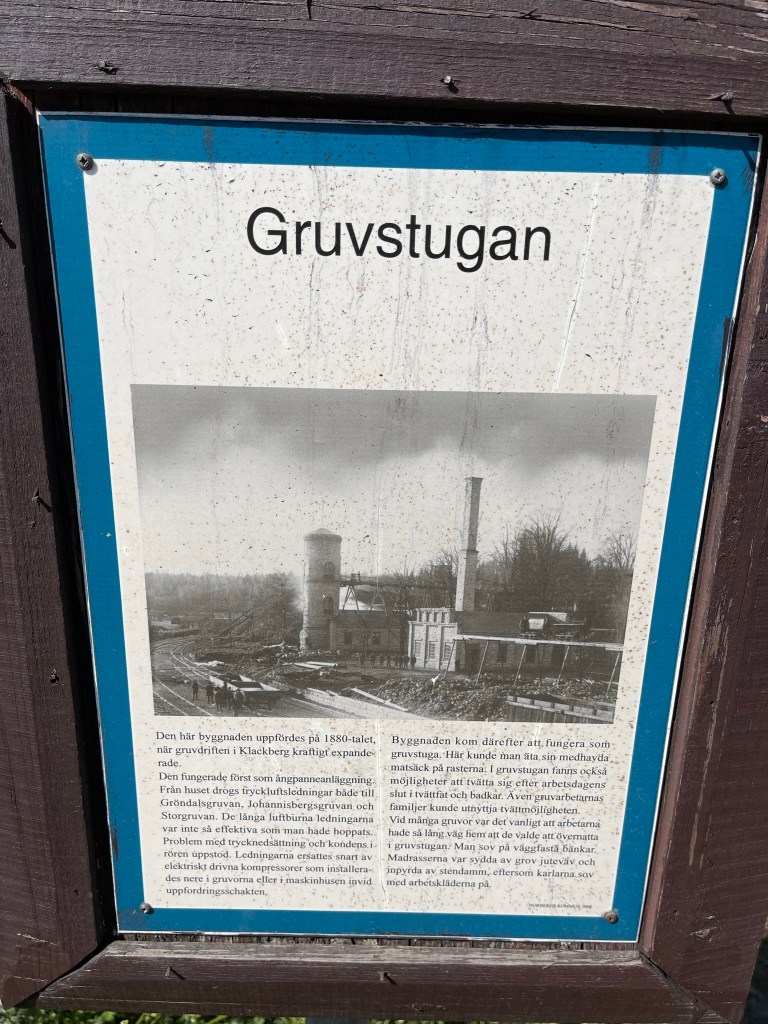 Gruvstugan
Den här byggnaden uppfördes på 1880-talet,
när gruvdriften i Klackberg kraftigt expande-
rade.
Den fungerade först som ångpanneanläggning.
Från huset drogs tryckluftsledningar både till
Gröndalsgruvan, Johannisbergsgruvan och
Storgruvan. De långa luftburna ledningarna
var inte så effektiva som man hade hoppats.
Problem med trycknedsättning och kondens i
rören uppstod. Ledningarna ersattes snart av
elektriskt drivna kompressorer som installera-
des nere i gruvorna eller i maskinhusen invid
uppfordringsschakten.
Byggnaden kom därefter att fungera som
gruvstuga. Här kunde man äta sin medhavda
matsäck på rasterna. I gruvstugan fanns också
möjligheter att tvätta sig efter arbetsdagens
slut i tvättfat och badkar. Även gruvarbetarnas
familjer kunde utnyttja tvättmöjligheten.
Vid många gruvor var det vanligt att arbetarna
hade så lång väg hem att de valde att övernatta
i gruvstugan. Man sov på väggfasta bänkar.
Madrasserna var sydda av grov juteväv och
inpyrda av stendamm, eftersom karlarna sov
med arbetskläderna på.